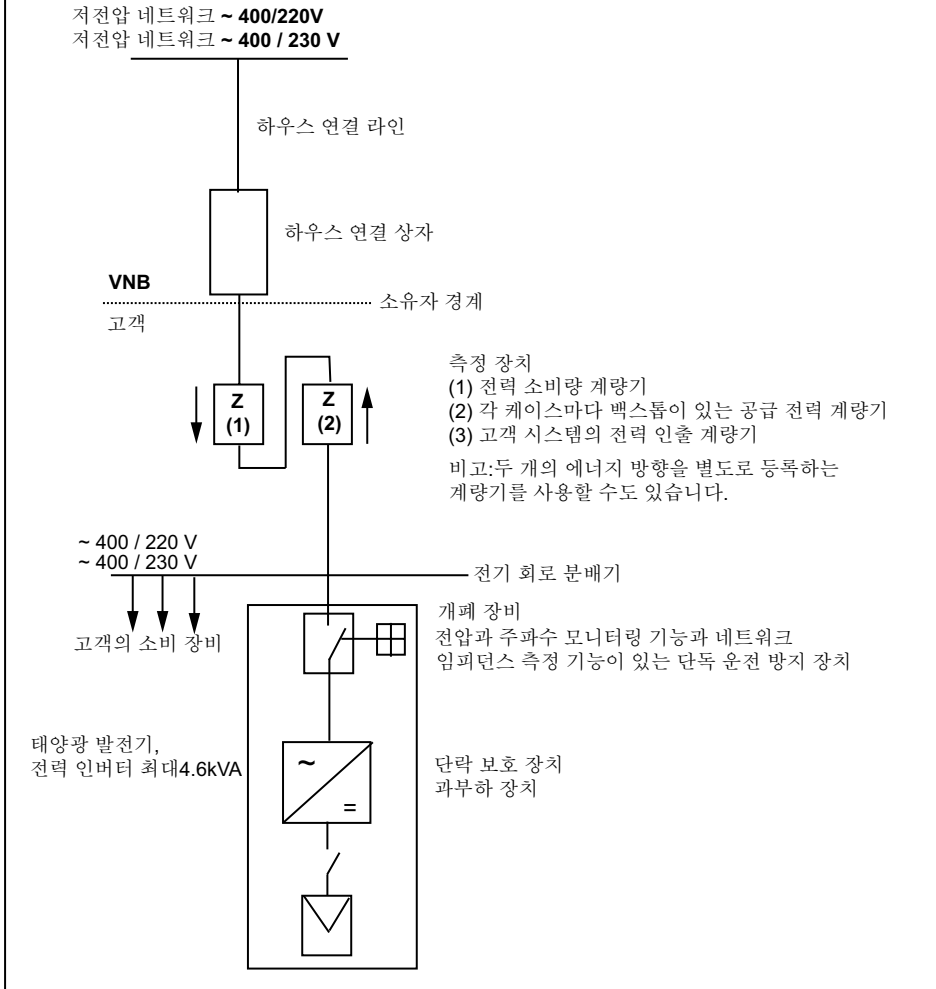 저전압 네트워크 ~ 400/220V
저전압 네트워크 ~ 400 / 230 V
하우스 연결 라인
하우스 연결 상자
VNB
소유자 경계
고객
측정 장치
(1) 전력 소비량 계량기
(2) 각 케이스마다 백스톱이 있는 공급 전력 계량기
(3) 고객 시스템의 전력 인출 계량기
비고:두 개의 에너지 방향을 별도로 등록하는
계량기를 사용할 수도 있습니다.
Z
(1)
Z
(2)
~ 400 / 220 V
~ 400 / 230 V
전기 회로 분배기
고객의 소비 장비
개폐 장비
전압과 주파수 모니터링 기능과 네트워크
임피던스 측정 기능이 있는 단독 운전 방지 장치
태양광 발전기,
전력 인버터 최대4.6kVA
~
=
단락 보호 장치
과부하 장치